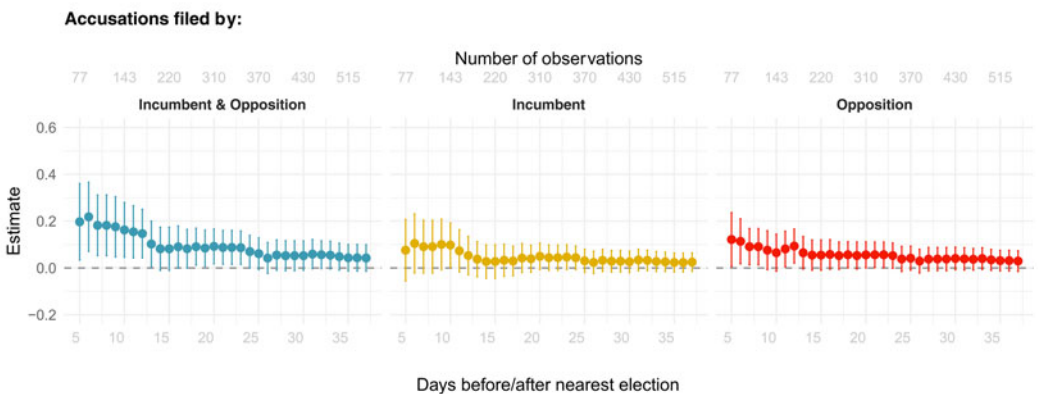 Accusations filed by:
Number of observations
77 143 220 310 370 430 515 77 143 220 310 370 430 515 77 143 220 310 370 430 515
Incumbent & Opposition Incumbent Opposition
0.6
0.4
0.2
0.0
−0.2
Estimate
5 10 15 20 25 30 35 5 10 15 20 25 30 35 5 10 15 20 25 30 35
Days before/after nearest election